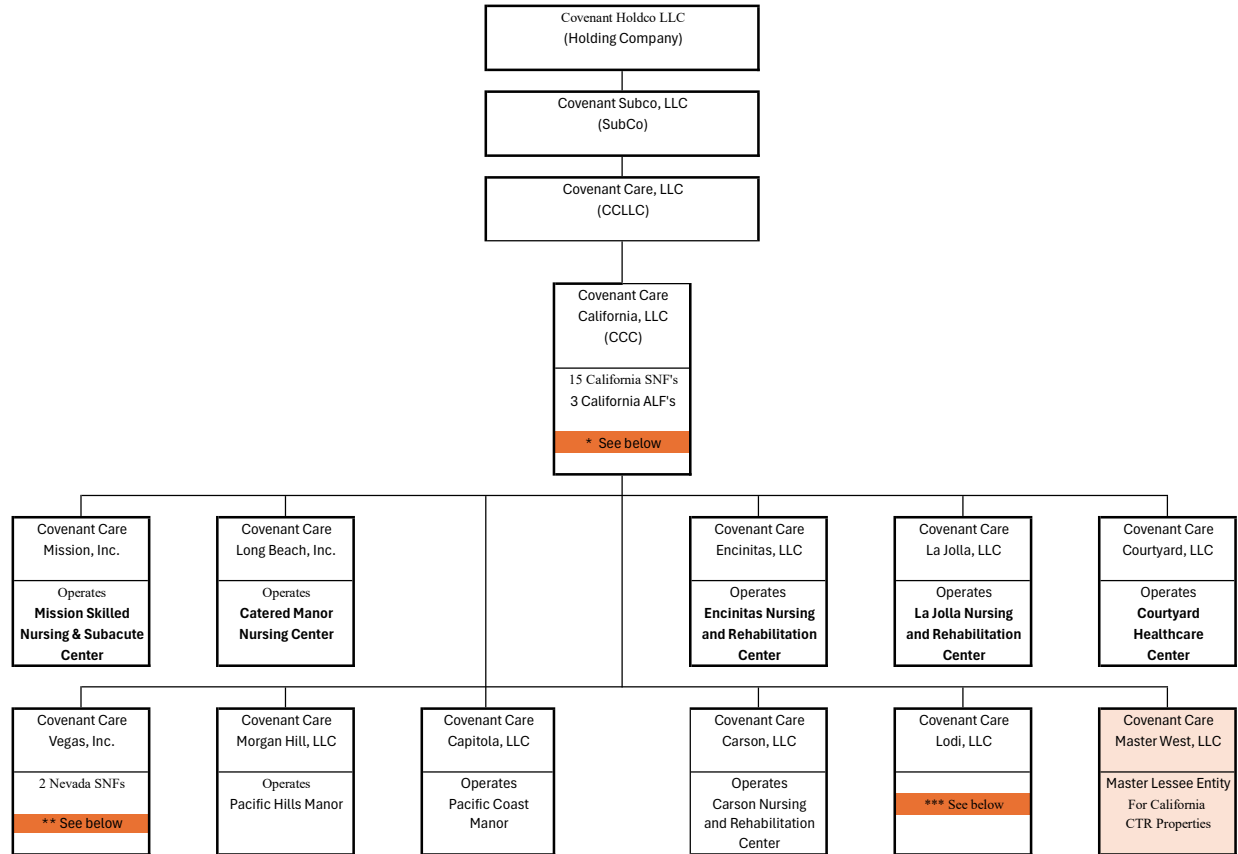 Covenant Holdco LLC
(Holding Company)
Covenant Subco, LLC
(SubCo)
Covenant Care, LLC
(CCLLC)
Covenant Care
California, LLC
(CCC)
15 California SNF's
3 California ALF's
* See below
Covenant Care
Mission, Inc.
Operates
Mission Skilled
Nursing & Subacute
Center
Covenant Care
Long Beach, Inc.
Operates
Catered Manor
Nursing Center
Covenant Care
Encinitas, LLC
Operates
Encinitas Nursing
and Rehabilitation
Center
Covenant Care
La Jolla, LLC
Operates
La Jolla Nursing
and Rehabilitation
Center
Covenant Care
Courtyard, LLC
Operates
Courtyard
Healthcare
Center
Covenant Care
Vegas, Inc.
2 Nevada SNFs
** See below
Covenant Care
Morgan Hill, LLC
Operates
Pacific Hills Manor
Covenant Care
Capitola, LLC
Operates
Pacific Coast
Manor
Covenant Care
Carson, LLC
Operates
Carson Nursing
and Rehabilitation
Center
Covenant Care
Lodi, LLC
*** See below
Covenant Care
Master West, LLC
Master Lessee Entity
For California
CTR Properties